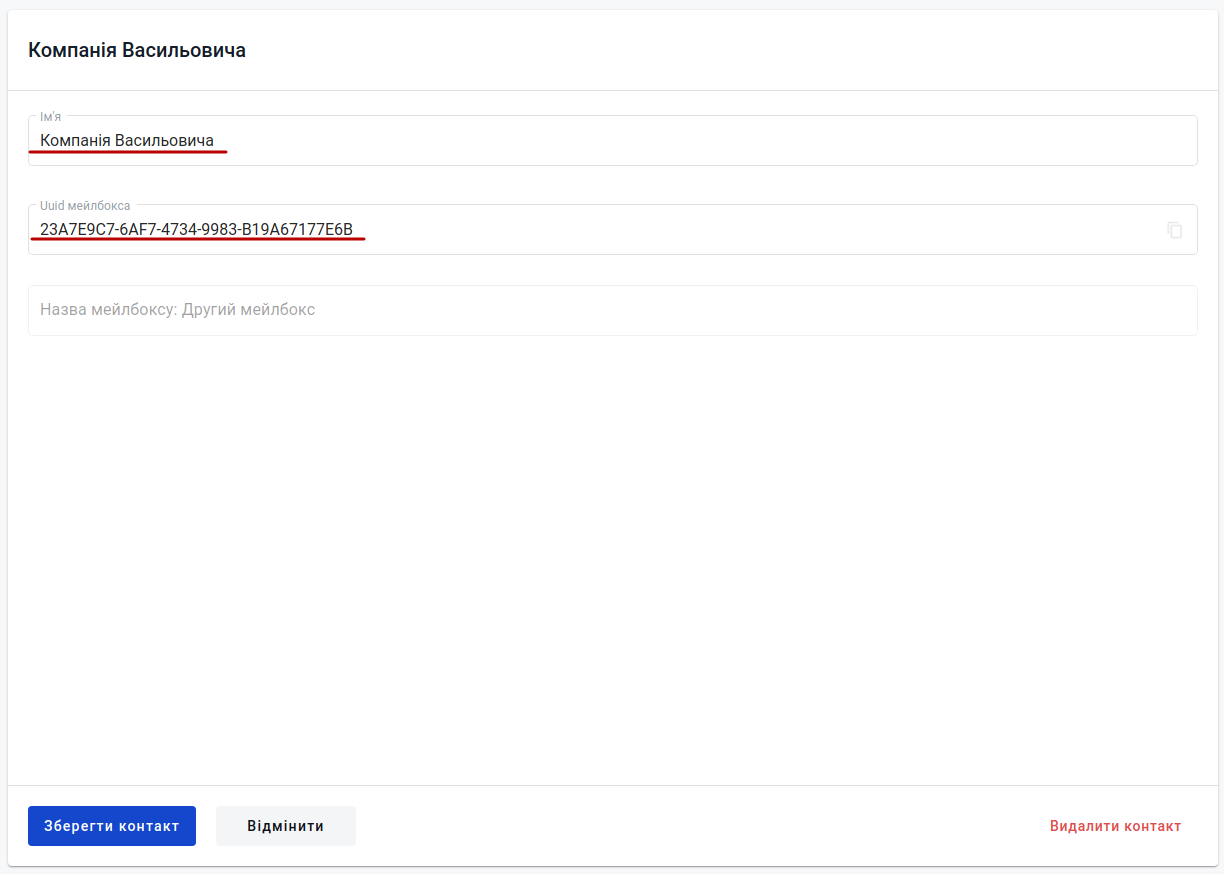 Компанія Васильовича
Ім'я
Компанія Васильовича
Uuid мейлбокса
23A7E9C7-6AF7-4734-9983-B19A67177E6B
Назва мейлбоксу: Другий мейлбокс
Зберегти контакт
Відмінити
Видалити контакт